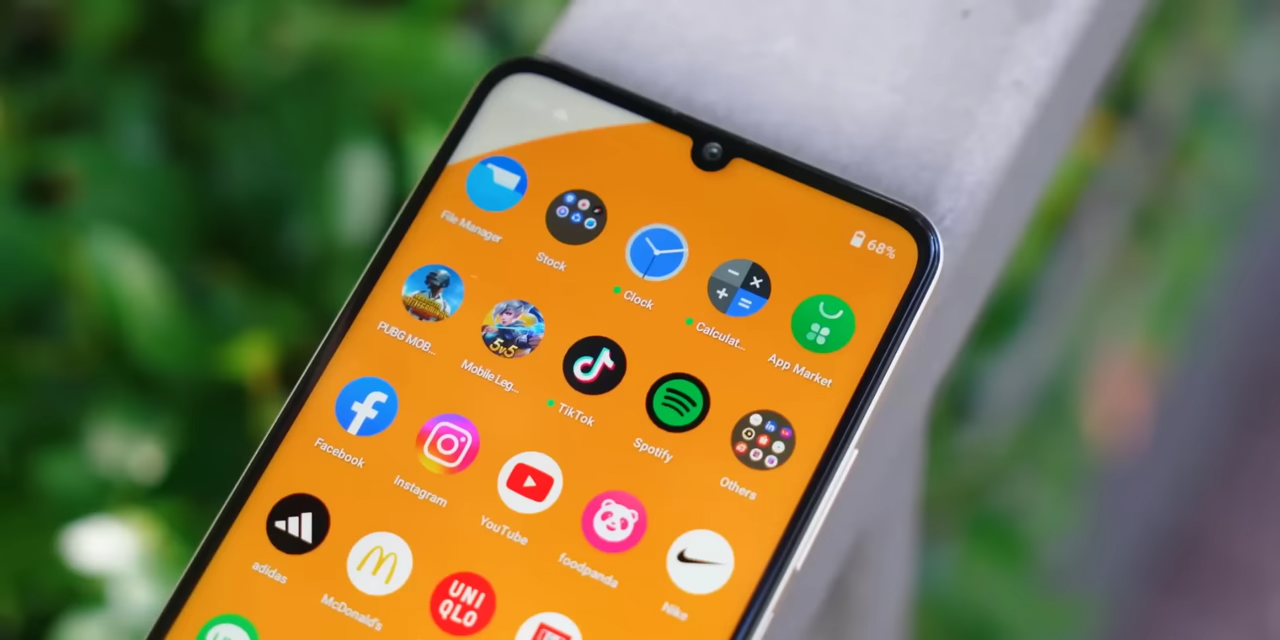 68%
File Manager
Stock
Clock
Calculat...
App Market
PUBG MOB...
5v5
Mobile Leg...
TikTok
Spotify
Others
Facebook
Instagram
YouTube
foodpanda
Nike
adidas
McDonald's
UNI
QLO